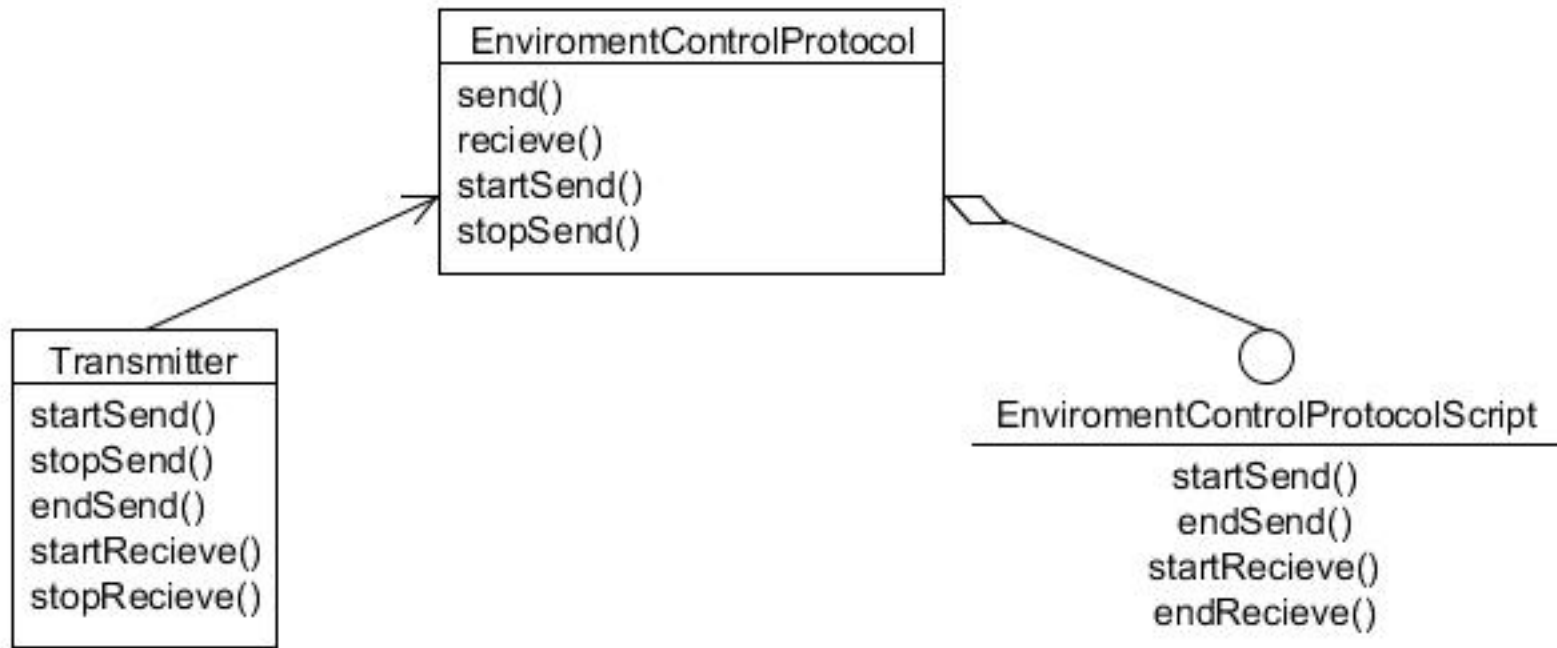 EnviromentControlProtocol
send()
recieve()
startSend()
stopSend()
Transmitter
startSend()
stopSend()
endSend()
startRecieve()
stopRecieve()
EnviromentControlProtocolScript
startSend()
endSend()
startRecieve()
endRecieve()